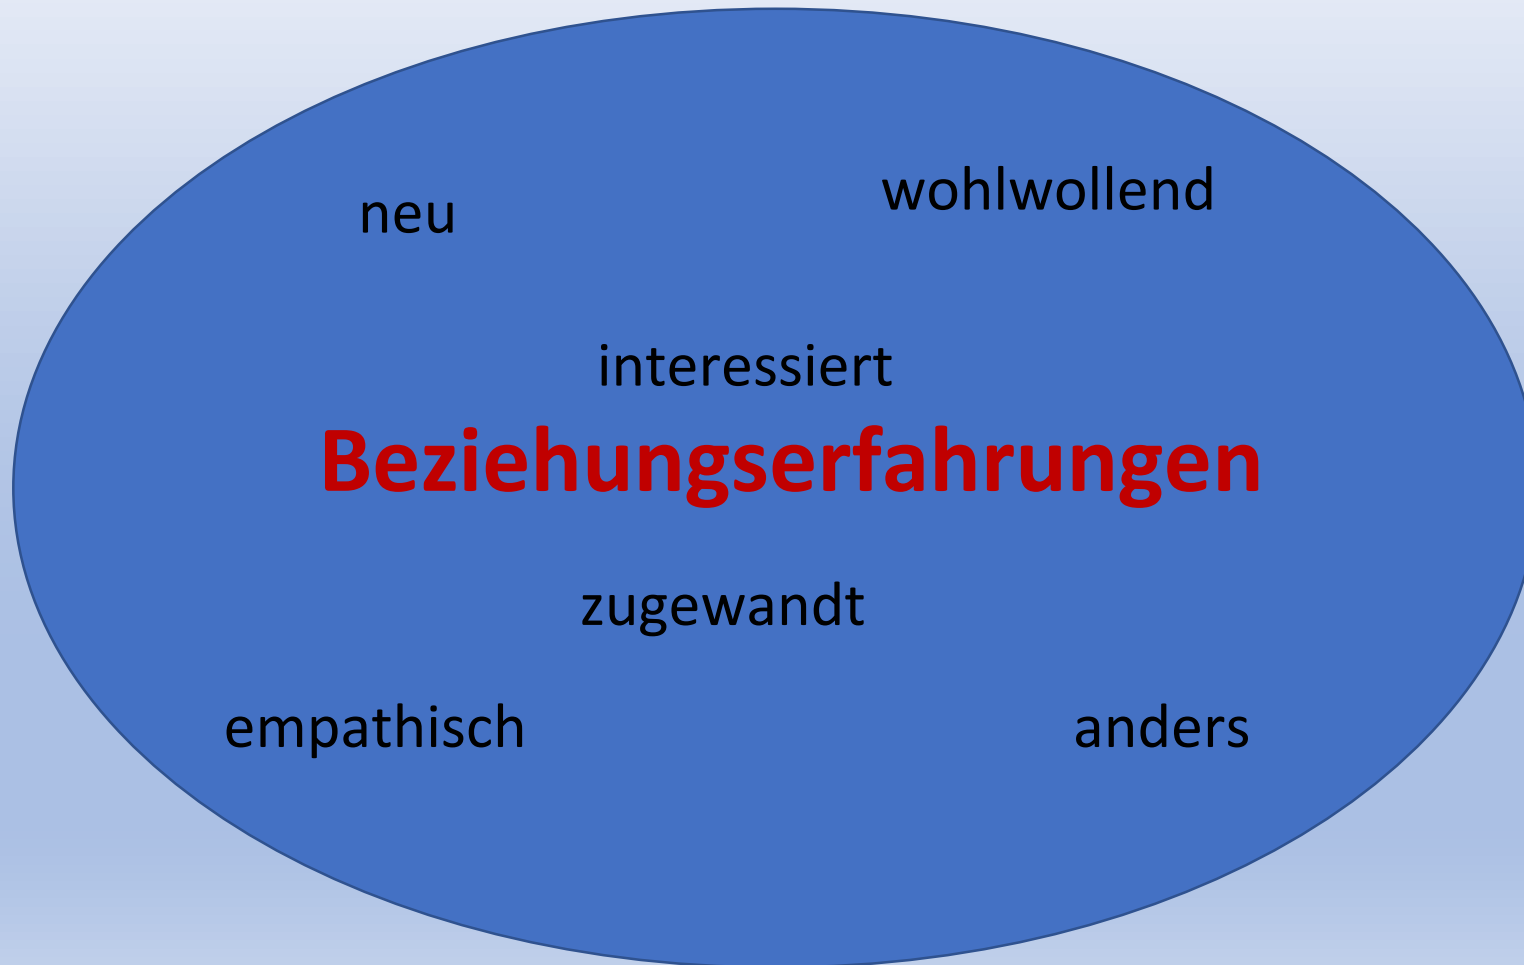 neu
wohlwollend
interessiert
Beziehungserfahrungen
zugewandt
empathisch
anders